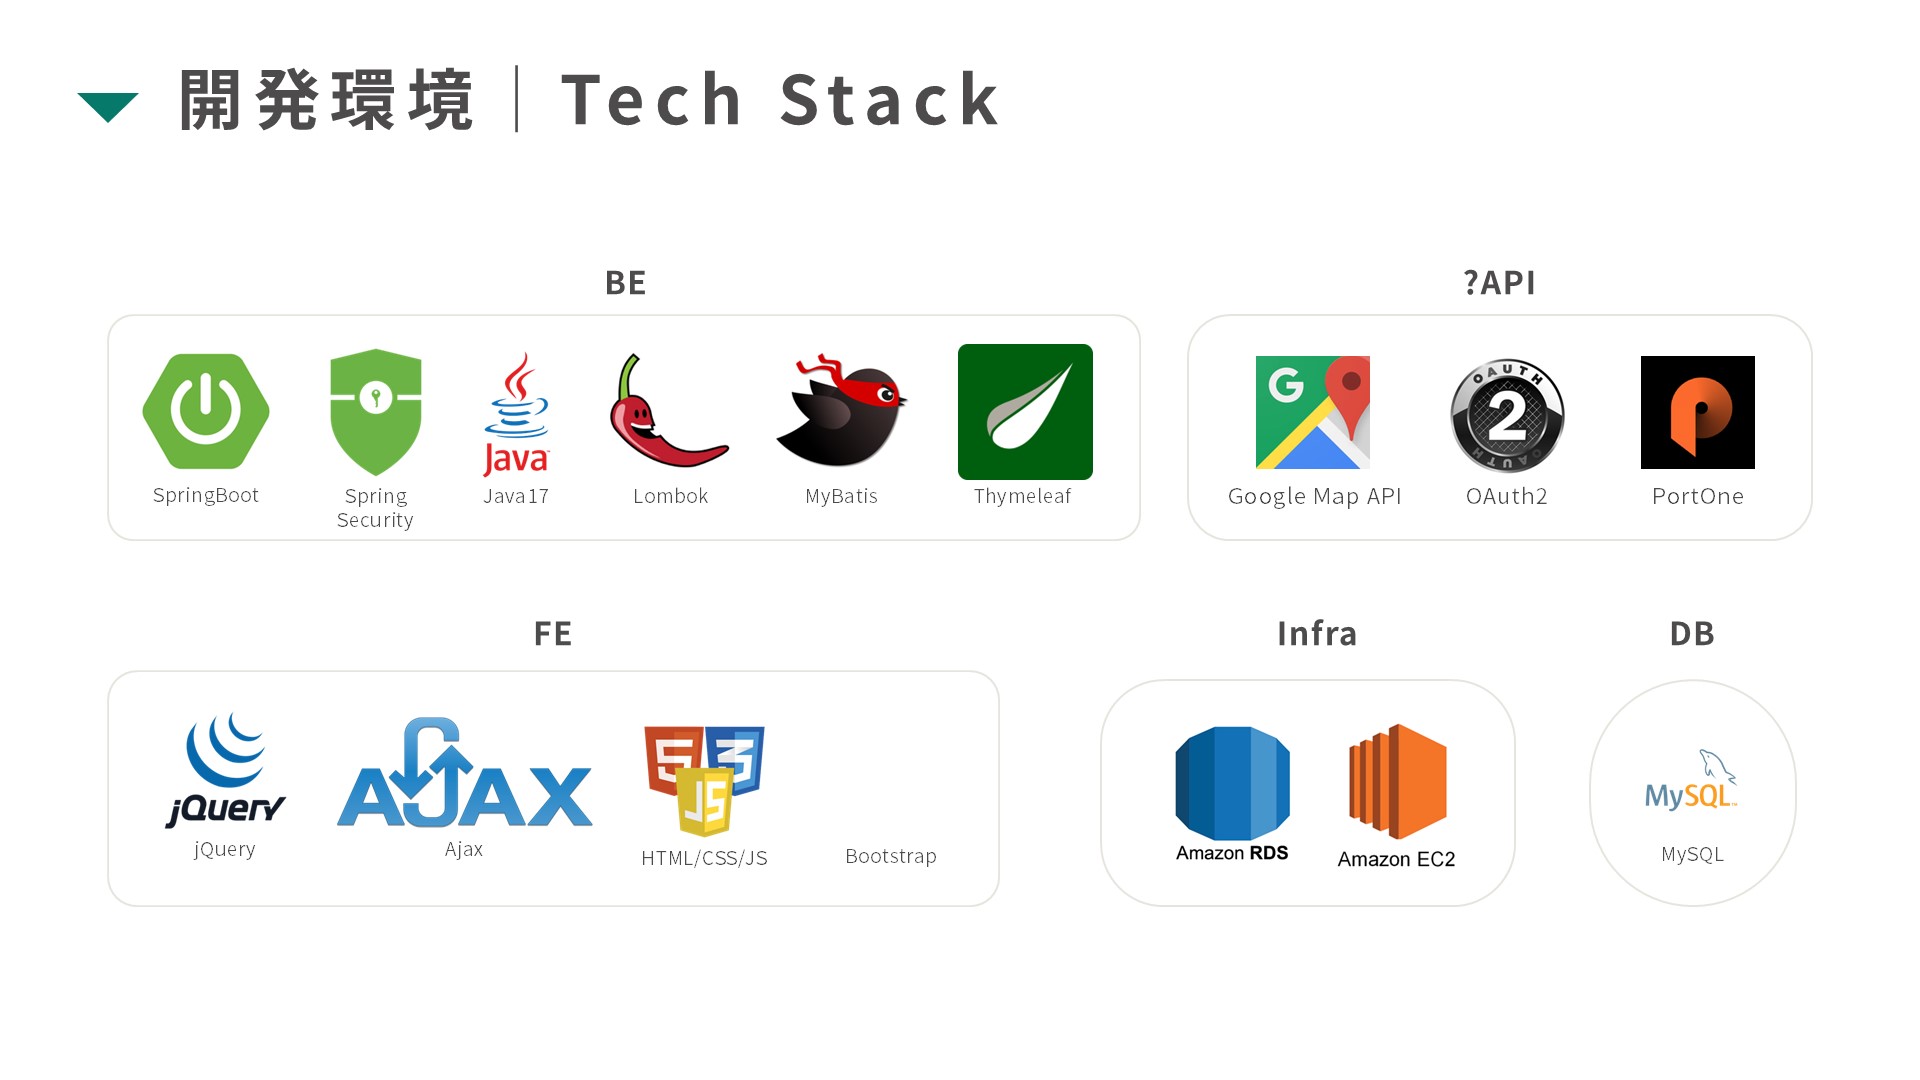 開発環境｜Tech Stack
BE
Java
SpringBoot
Spring
Security
Java17
Lombok
MyBatis
Thymeleaf
?API
G
OAUTH
2
OAUTH
Google Map API
OAuth2
PortOne
FE
jQuery
AJAX
5
3
JS
jQuery
Ajax
HTML/CSS/JS
Bootstrap
Infra
Amazon RDS
Amazon EC2
DB
MySQL™
MySQL